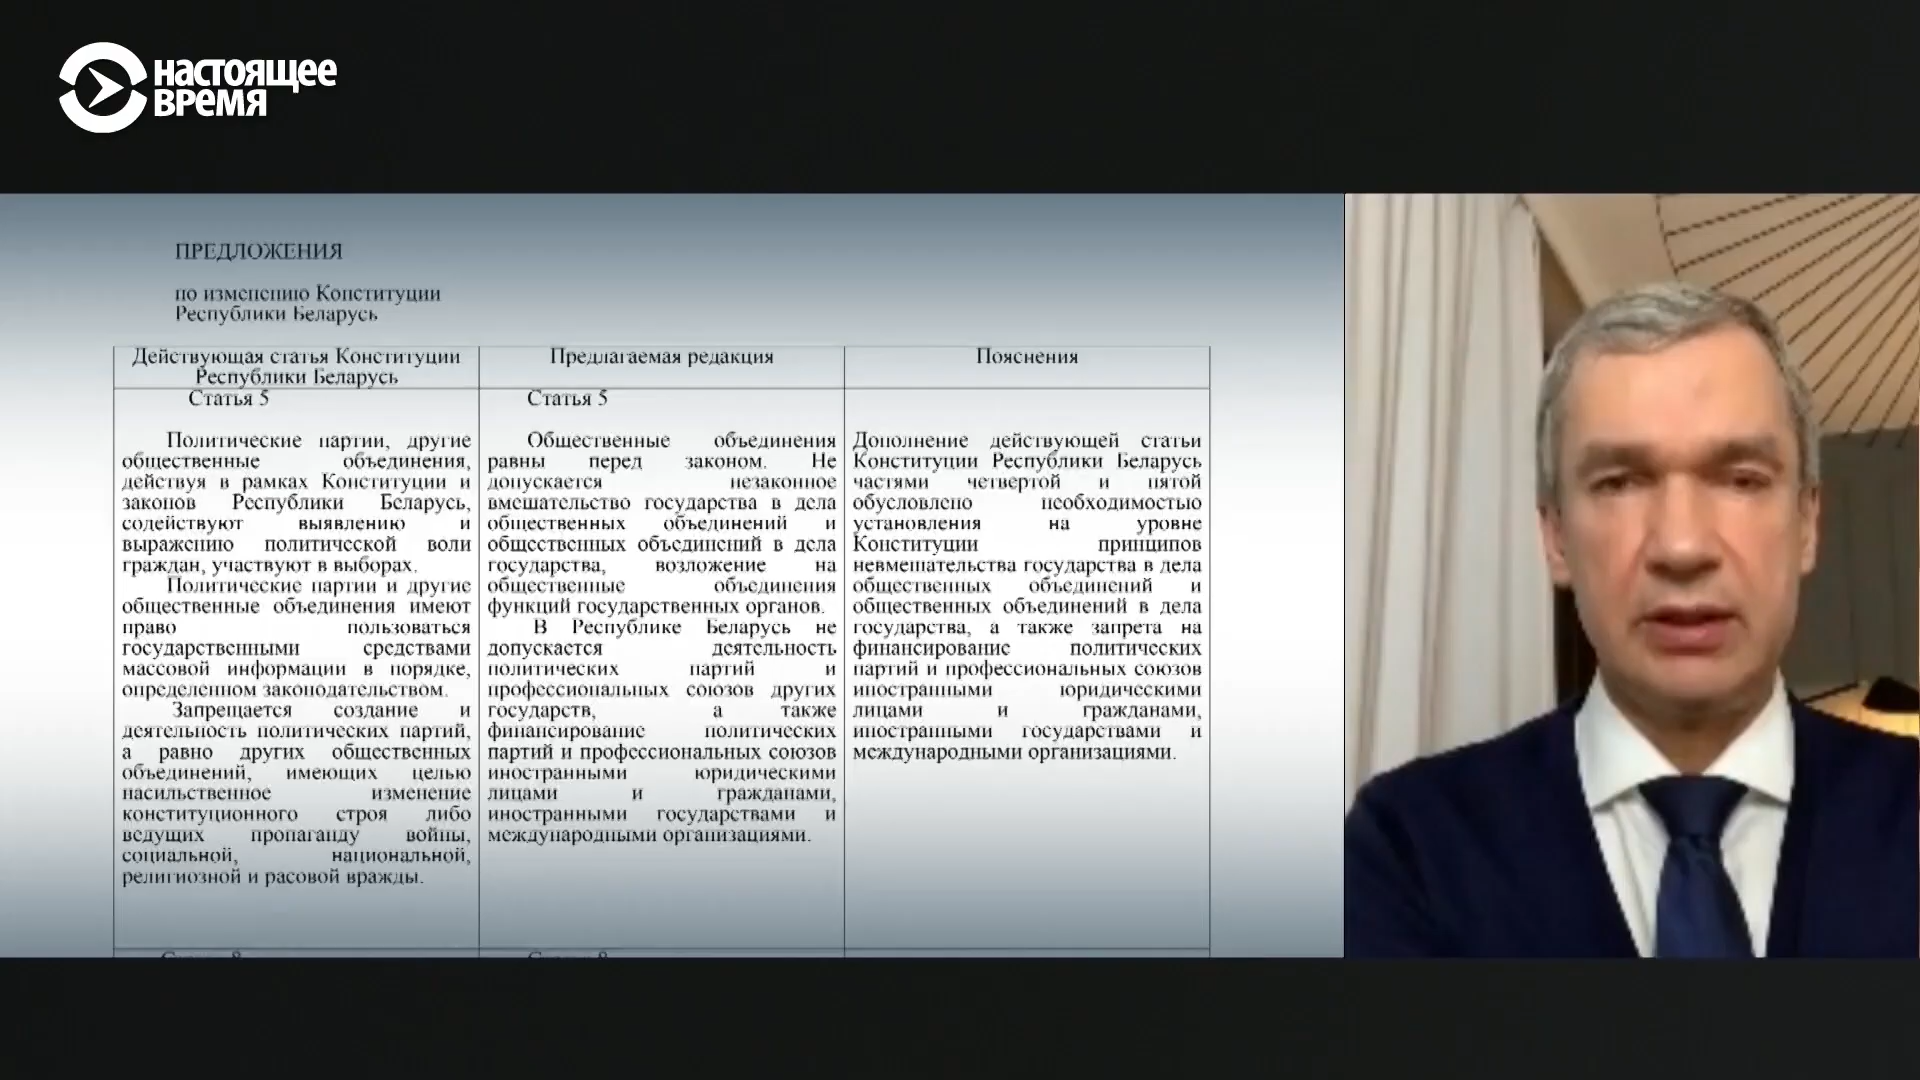 НАСТОЯЩЕЕ
ВРЕМЯ
ПРЕДЛОЖЕНИЯ
по изменению Конституции
Республики Беларусь
Действующая статья Конституции
Республики Беларусь
Статья 5
Политические партии, другие
общественные объединения,
действуя в рамках Конституции и
законов Республики Беларусь,
содействуют выявлению и
выражению политической воли
граждан, участвуют в выборах.
Политические партии и другие
общественные объединения имеют
право пользоваться
государственными средствами
массовой информации в порядке,
определенном законодательством.
Запрещается создание и
деятельность политических партий,
а равно других общественных
объединений, имеющих целью
насильственное изменение
конституционного строя либо
ведущих пропаганду войны,
социальной, национальной,
религиозной и расовой вражды.
Предлагаемая редакция
Статья 5
Общественные объединения
равны перед законом. Не
допускается незаконное
вмешательство государства в дела
общественных объединений и
общественных объединений в дела
государства, возложение на
общественные объединения
функций государственных органов.
В Республике Беларусь не
допускается деятельность
политических партий и
профессиональных союзов других
государств, а также
финансирование политических
партий и профессиональных союзов
иностранными юридическими
лицами и гражданами,
иностранными государствами и
международными организациями.
Пояснения
Дополнение действующей статьи
Конституции Республики Беларусь
частями четвертой и пятой
обусловлено необходимостью
установления на уровне
Конституции принципов
невмешательства государства в дела
общественных объединений и
общественных объединений в дела
государства, а также запрета на
финансирование политических
партий и профессиональных союзов
иностранными юридическими
лицами и гражданами,
иностранными государствами и
международными организациями.